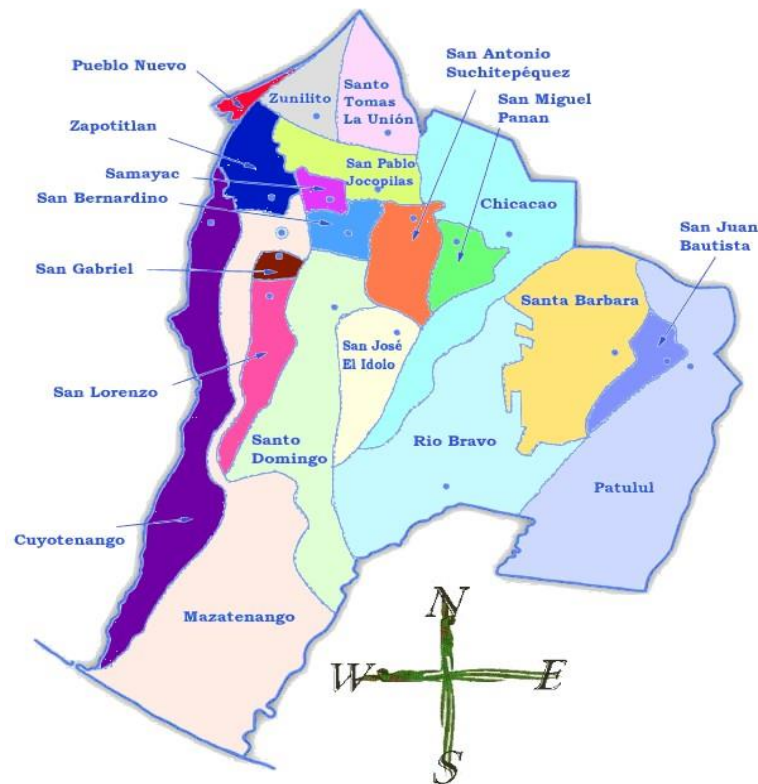 San Antonio
Suchitepéquez
Pueblo Nuevo
Zunilito
Santo
Tomas
La Unión
San Miguel
Panan
Zapotitlan
San Pablo
Jocopilas
Samayac
San Bernardino
Chicacao
San Juan
Bautista
San Gabriel
Santa Barbara
San José
El Idolo
San Lorenzo
Santo
Domingo
Rio Bravo
Patulul
Cuyotenango
Mazatenango
N
W
E
S